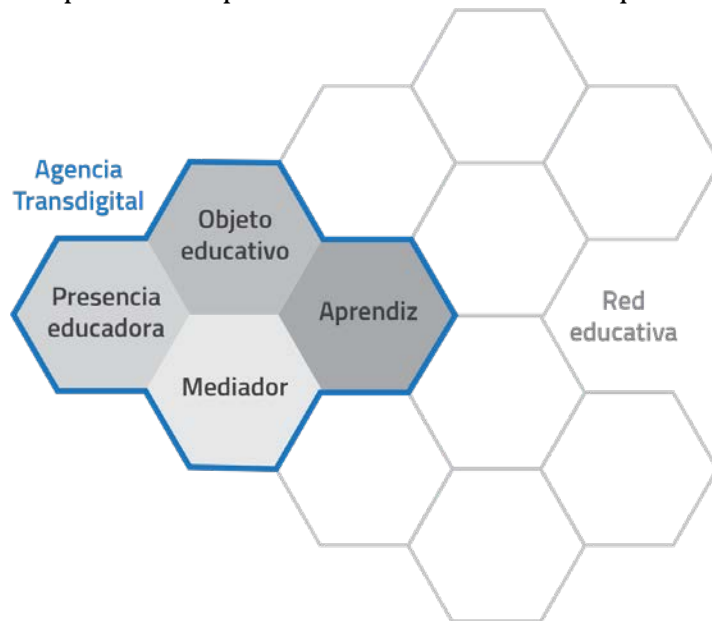 Agencia
Transdigital
Objeto
educativo
Presencia
educadora
Aprendiz
Mediador
Red
educativa